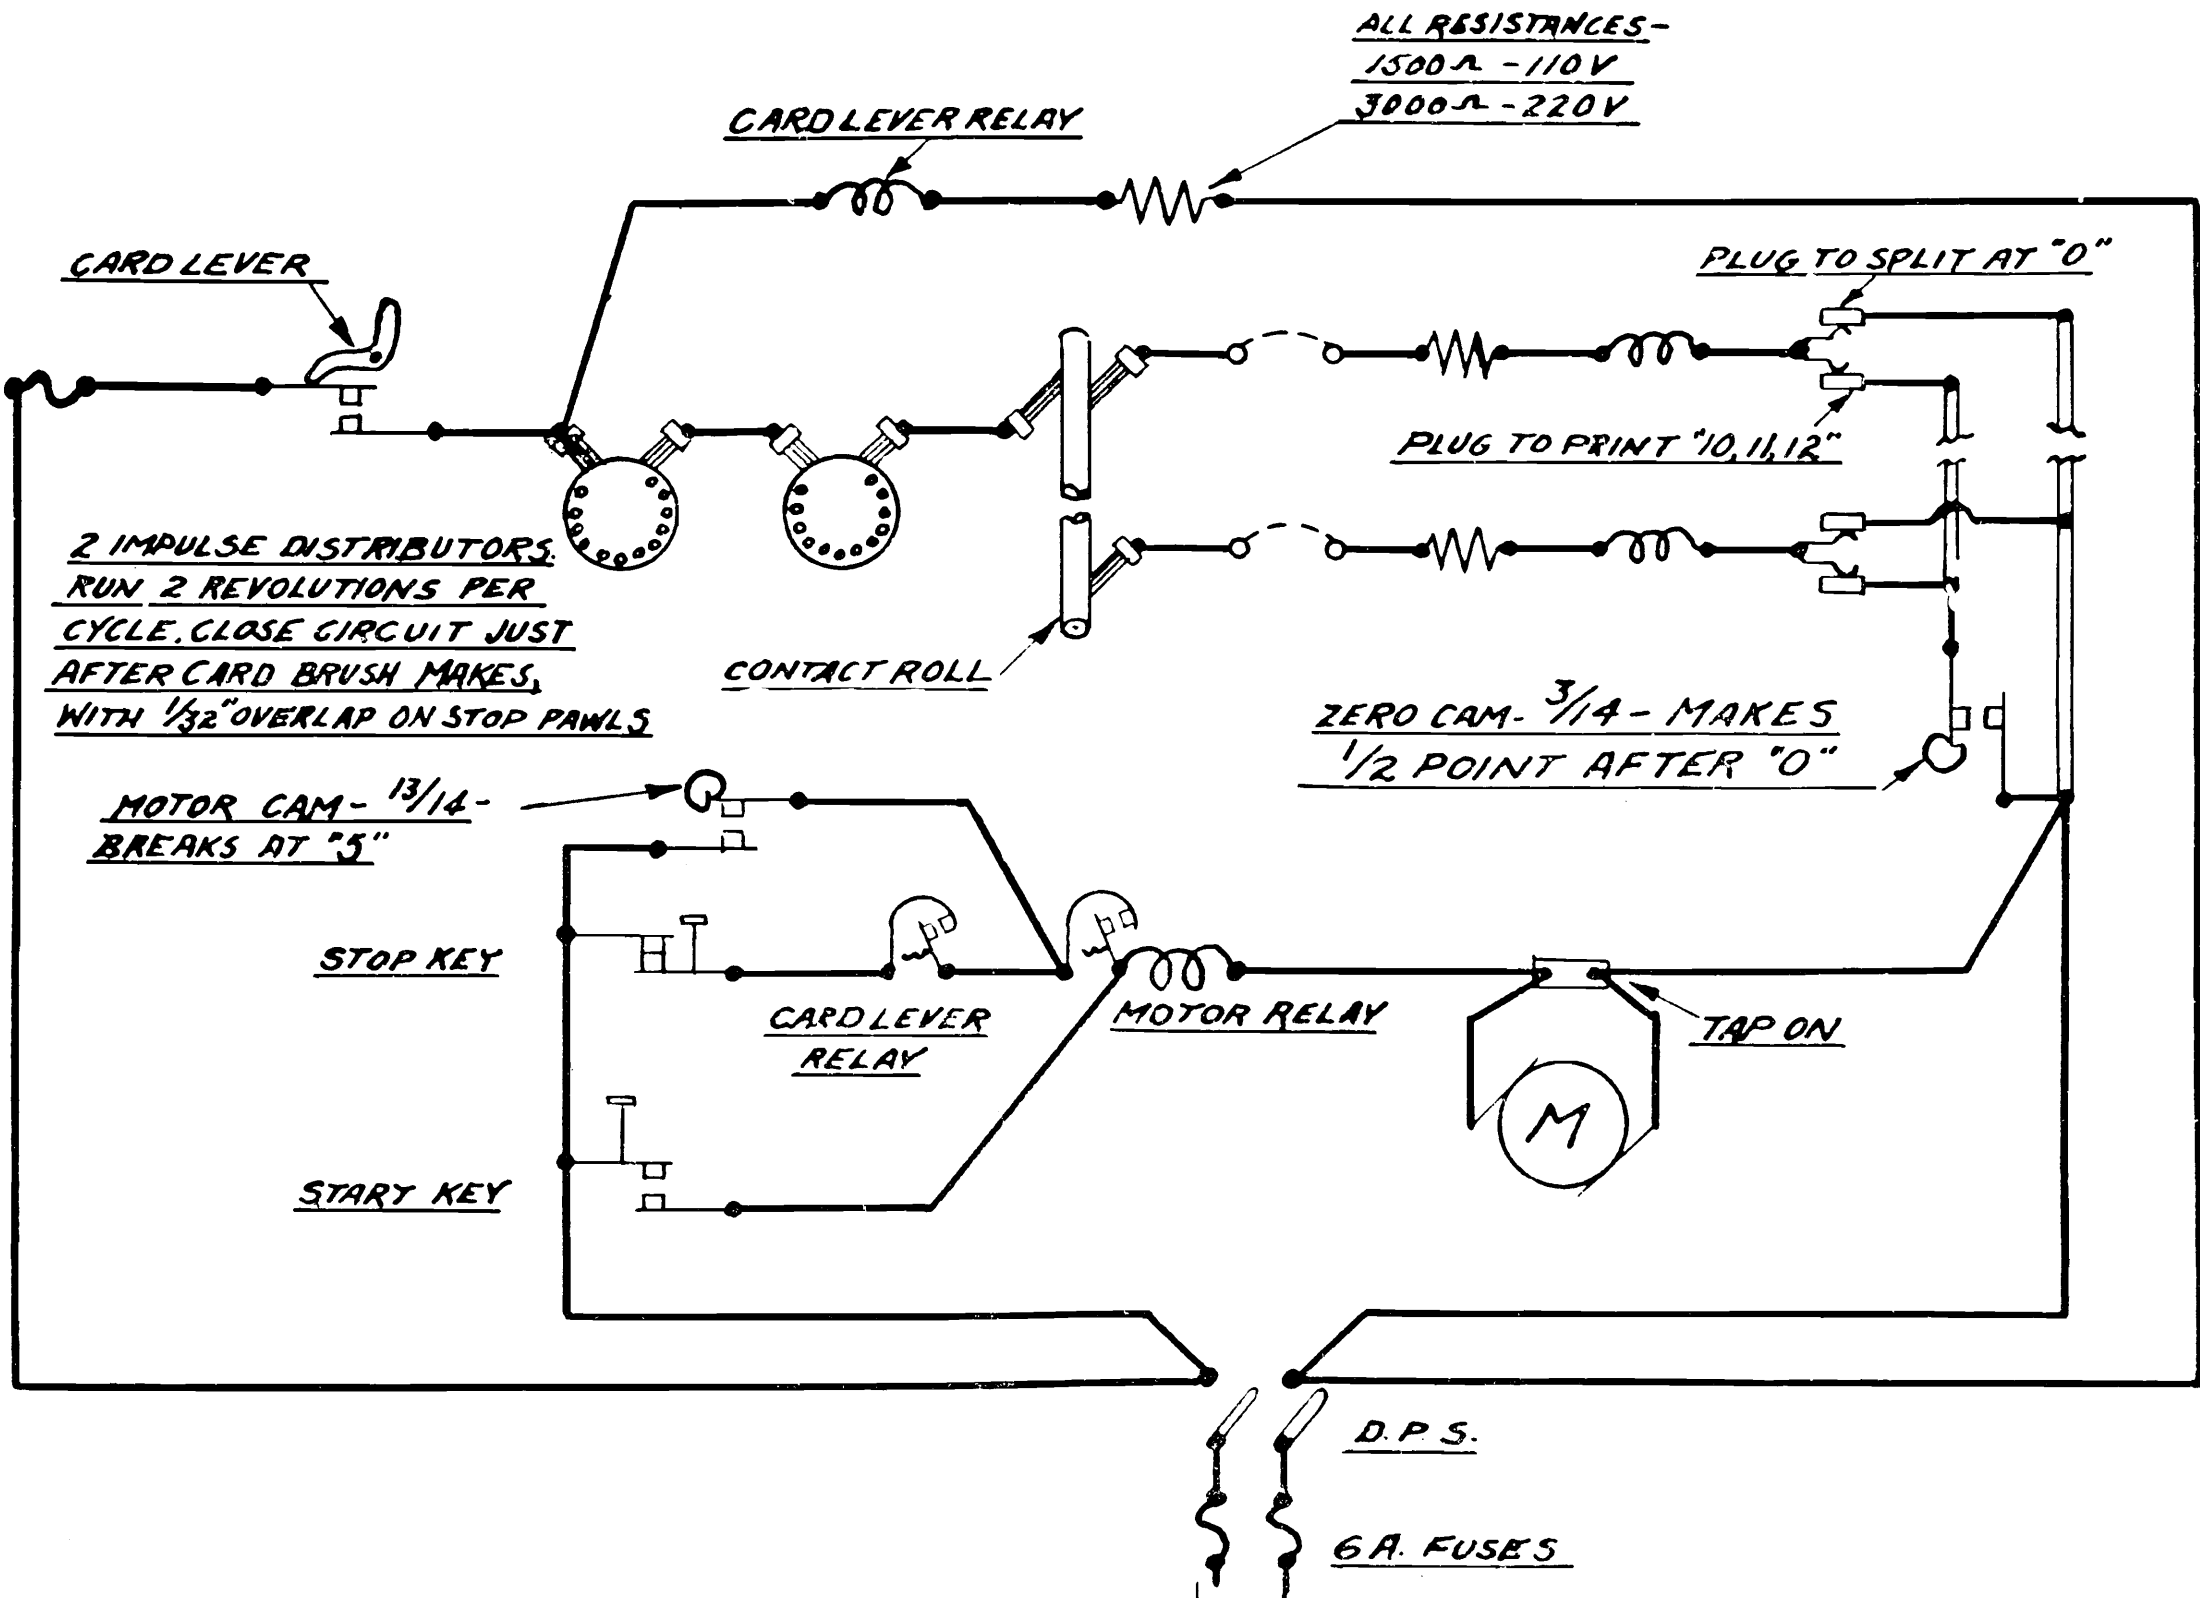 ALL RESISTANCES-
1500Ω - 110V
3000Ω - 220V
CARD LEVER RELAY
CARD LEVER
PLUG TO SPLIT AT "0"
PLUG TO PRINT "10, 11, 12"
2 IMPULSE DISTRIBUTORS.
RUN 2 REVOLUTIONS PER
CYCLE. CLOSE CIRCUIT JUST
AFTER CARD BRUSH MAKES,
WITH 1/32" OVERLAP ON STOP PAWLS
CONTACT ROLL
ZERO CAM- 3/14 - MAKES
1/2 POINT AFTER "0"
MOTOR CAM- 13/14 -
BREAKS AT "5"
STOP KEY
CARD LEVER
RELAY
MOTOR RELAY
TAP ON
M
START KEY
D.P.S.
6 A. FUSES